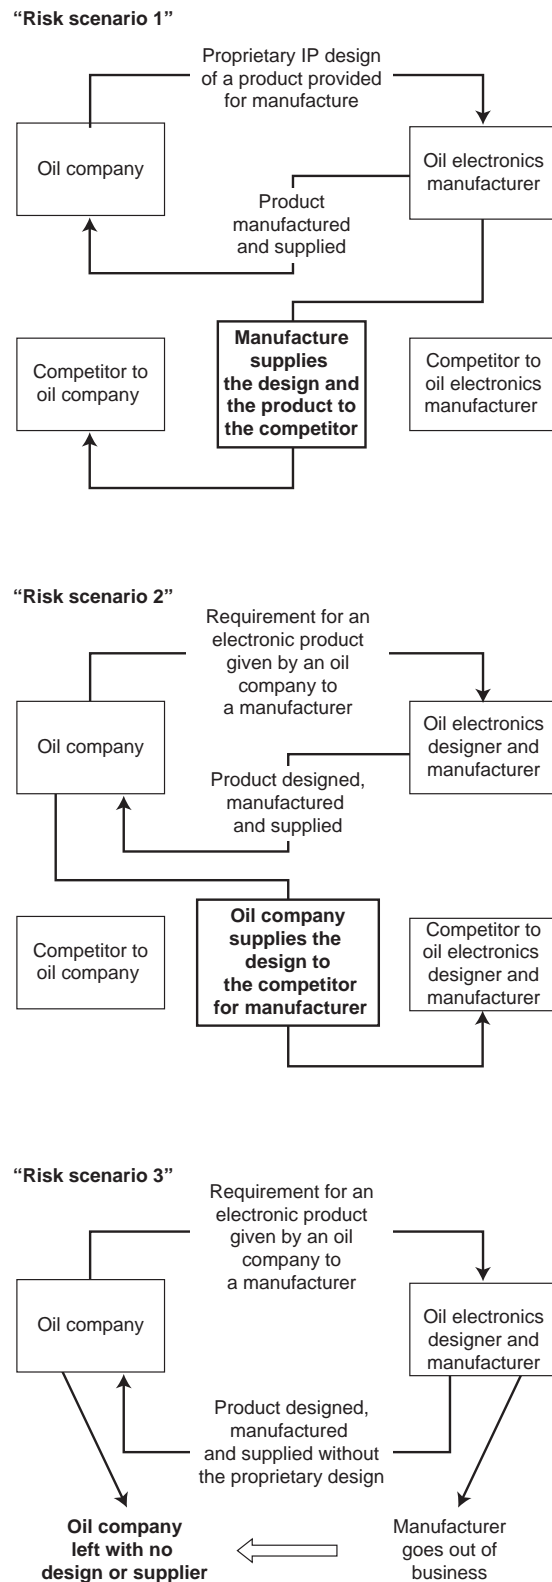 “Risk scenario 1”
Proprietary IP design
of a product provided
for manufacture
Oil company
Oil electronics
manufacturer
Product
manufactured
and supplied
Manufacture
supplies
the design and
the product to
the competitor
Competitor to
oil company
Competitor to
oil electronics
manufacturer
“Risk scenario 2”
Requirement for an
electronic product
given by an oil
company to
a manufacturer
Oil company
Oil electronics
designer and
manufacturer
Product designed,
manufactured
and supplied
Competitor to
oil company
Oil company
supplies the
design to
the competitor
for manufacturer
Competitor to
oil electronics
designer and
manufacturer
“Risk scenario 3”
Requirement for an
electronic product
given by an oil
company to
a manufacturer
Oil company
Oil electronics
designer and
manufacturer
Product designed,
manufactured
and supplied without
the proprietary design
Oil company
left with no
design or supplier
Manufacturer
goes out of
business